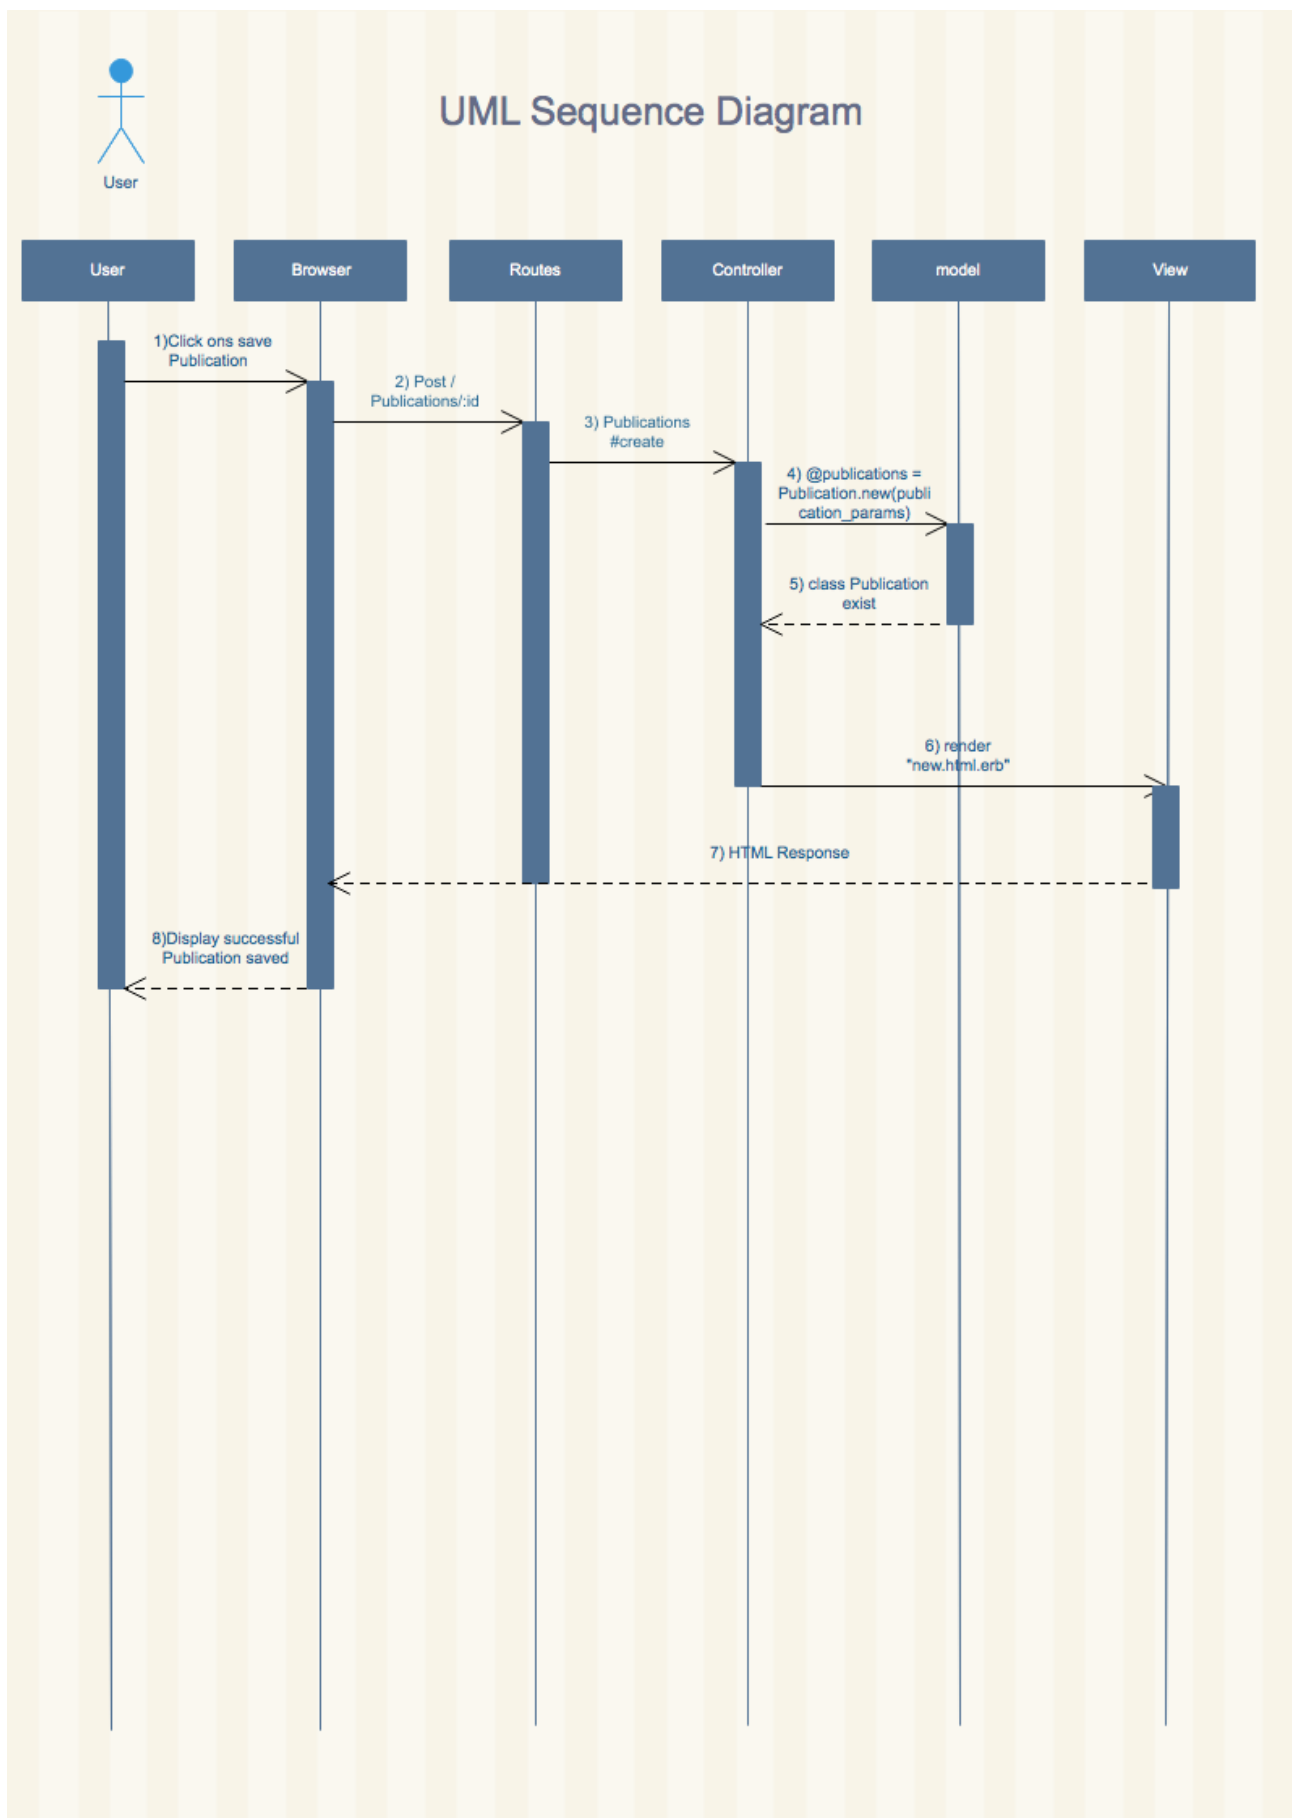 UML Sequence Diagram
User
User
Browser
Routes
Controller
model
View
1)Click ons save
Publication
2) Post /
Publications/:id
3) Publications
#create
4) @publications =
Publication.new(publi
cation_params)
5) class Publication
exist
6) render
"new.html.erb"
7) HTML Response
8)Display successful
Publication saved